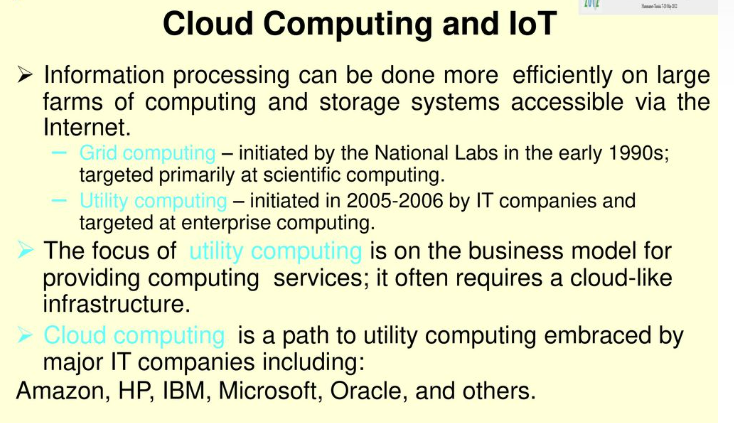 Cloud Computing and IoT
➢ Information processing can be done more efficiently on large
farms of computing and storage systems accessible via the
Internet.
– Grid computing – initiated by the National Labs in the early 1990s;
targeted primarily at scientific computing.
– Utility computing – initiated in 2005-2006 by IT companies and
targeted at enterprise computing.
➢ The focus of utility computing is on the business model for
providing computing services; it often requires a cloud-like
infrastructure.
➢ Cloud computing is a path to utility computing embraced by
major IT companies including:
Amazon, HP, IBM, Microsoft, Oracle, and others.